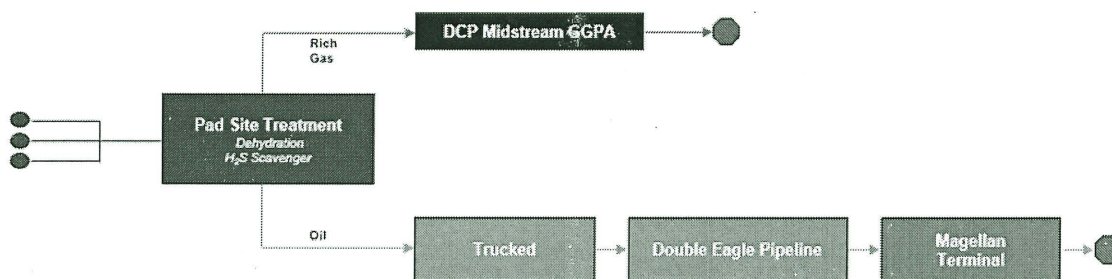 DCP Midstream GGPA
Rich
Gas
Pad Site Treatment
Dehydration
H₂S Scavenger
Oil
Trucked
Double Eagle Pipeline
Magellan
Terminal